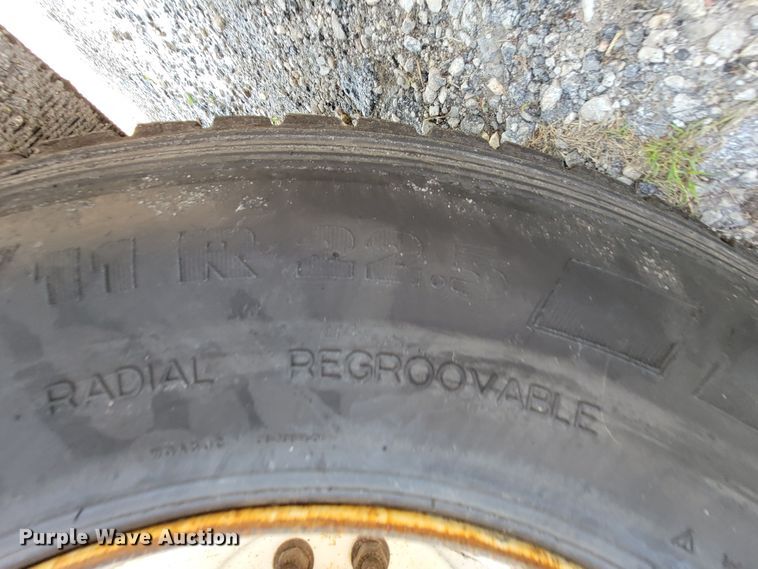 11 R 22.5
RADIAL REGROOVABLE
Purple Wave Auction